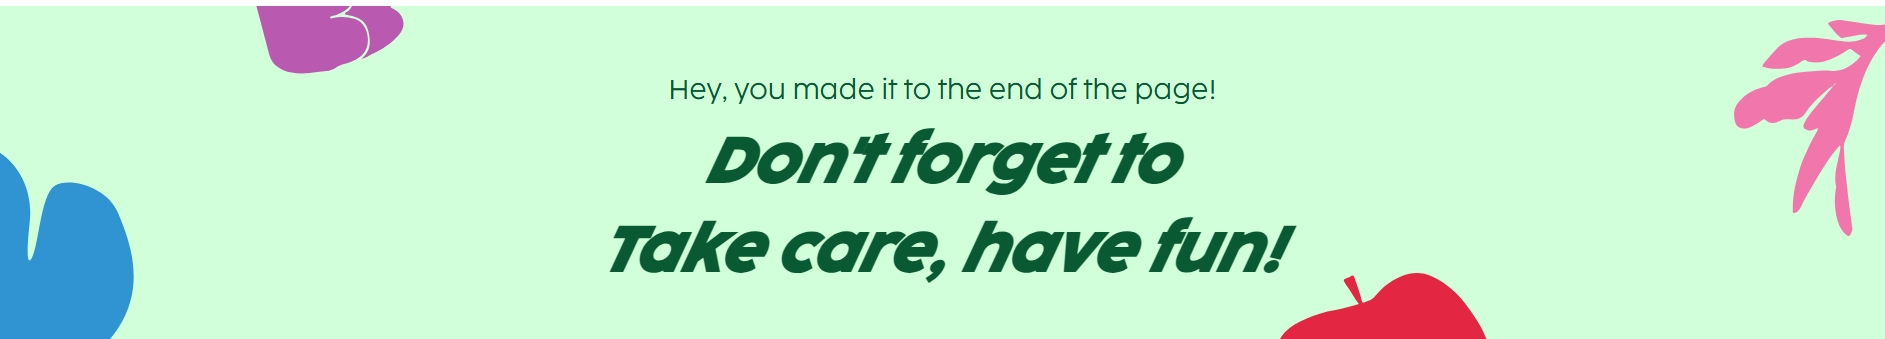 Hey, you made it to the end of the page!
Don't forget to
Take care, have fun!